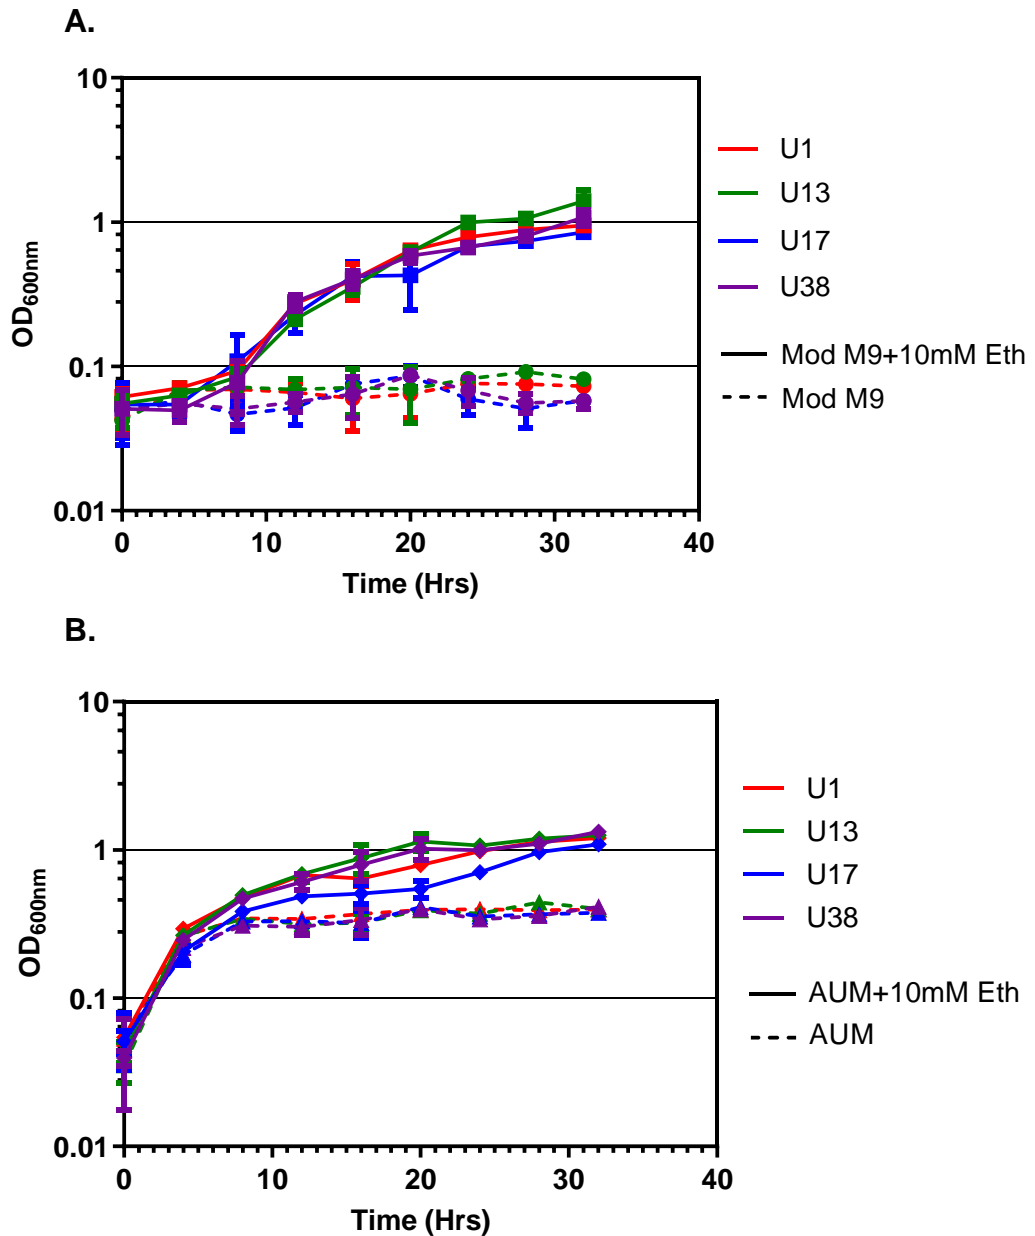 A.
10
1
0.1
0.01
OD600nm
0
10
20
30
40
Time (Hrs)
U1
U13
U17
U38
Mod M9+10mM Eth
Mod M9
B.
10
1
0.1
0.01
OD600nm
0
10
20
30
40
Time (Hrs)
U1
U13
U17
U38
AUM+10mM Eth
AUM